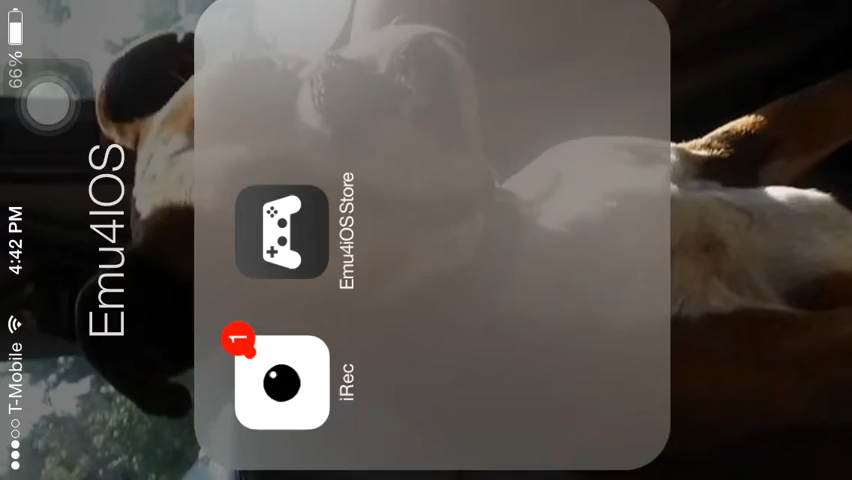 T-Mobile 4:42 PM 66%
Emu4IOS
1
iRec Emu4iOS Store